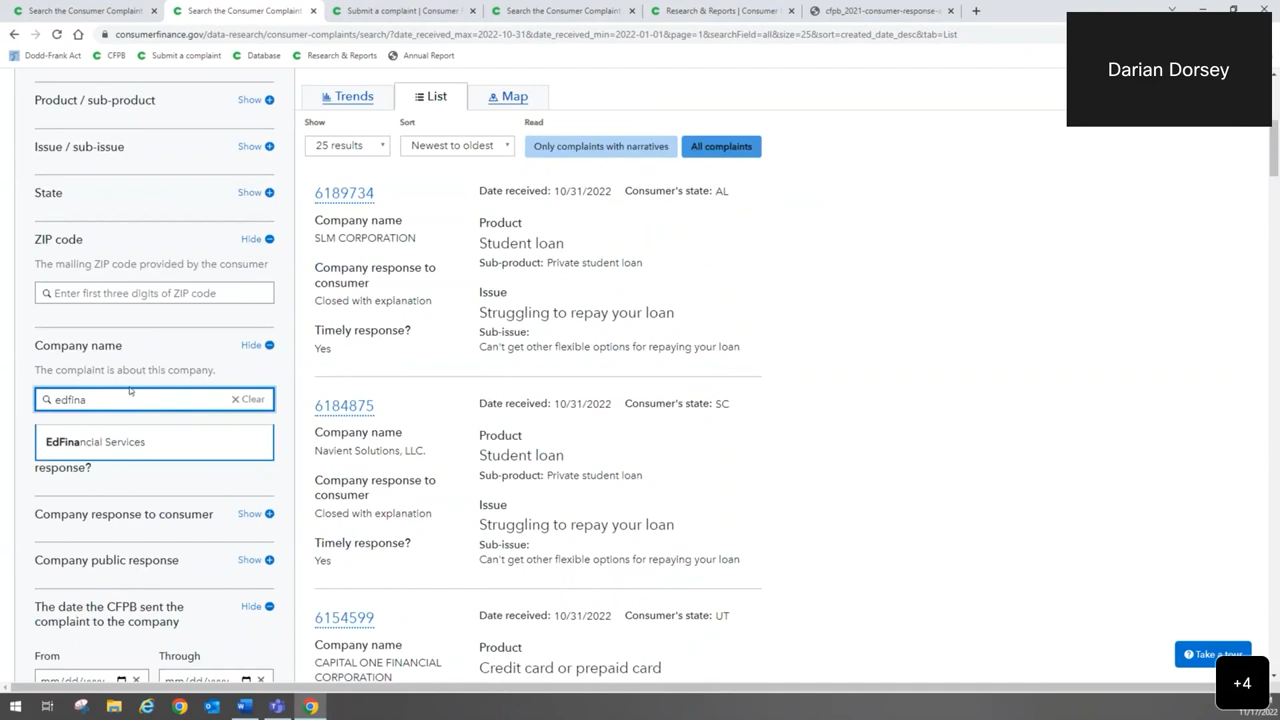 Search the Consumer Complaint
Search the Consumer Complaint
Submit a complaint | Consumer F
Search the Consumer Complaint
Research & Reports | Consumer
cfpb_2021-consumer-response-
consumerfinance.gov/data-research/consumer-complaints/search/?date_received_max=2022-10-31&date_received_min=2022-01-01&page=1&searchField=all&size=25&sort=created_date_desc&tab=List
Dodd-Frank Act CFPB Submit a complaint Database Research & Reports Annual Report
Darian Dorsey
Product / sub-product Show
Issue / sub-issue Show
State Show
ZIP code Hide
The mailing ZIP code provided by the consumer
Enter first three digits of ZIP code
Company name Hide
The complaint is about this company.
edfina Clear
EdFinancial Services
response?
Company response to consumer Show
Company public response Show
The date the CFPB sent the Hide
complaint to the company
From Through
mm/dd/yyyy mm/dd/yyyy
Trends List Map
Show Sort Read
25 results Newest to oldest Only complaints with narratives All complaints
6189734
Company name
SLM CORPORATION
Company response to
consumer
Closed with explanation
Timely response?
Yes
Date received: 10/31/2022 Consumer's state: AL
Product
Student loan
Sub-product: Private student loan
Issue
Struggling to repay your loan
Sub-issue:
Can't get other flexible options for repaying your loan
6184875
Company name
Navient Solutions, LLC.
Company response to
consumer
Closed with explanation
Timely response?
Yes
Date received: 10/31/2022 Consumer's state: SC
Product
Student loan
Sub-product: Private student loan
Issue
Struggling to repay your loan
Sub-issue:
Can't get other flexible options for repaying your loan
6154599
Company name
CAPITAL ONE FINANCIAL
CORPORATION
Date received: 10/31/2022 Consumer's state: UT
Product
Credit card or prepaid card
Take a tour
+4
11/17/2022